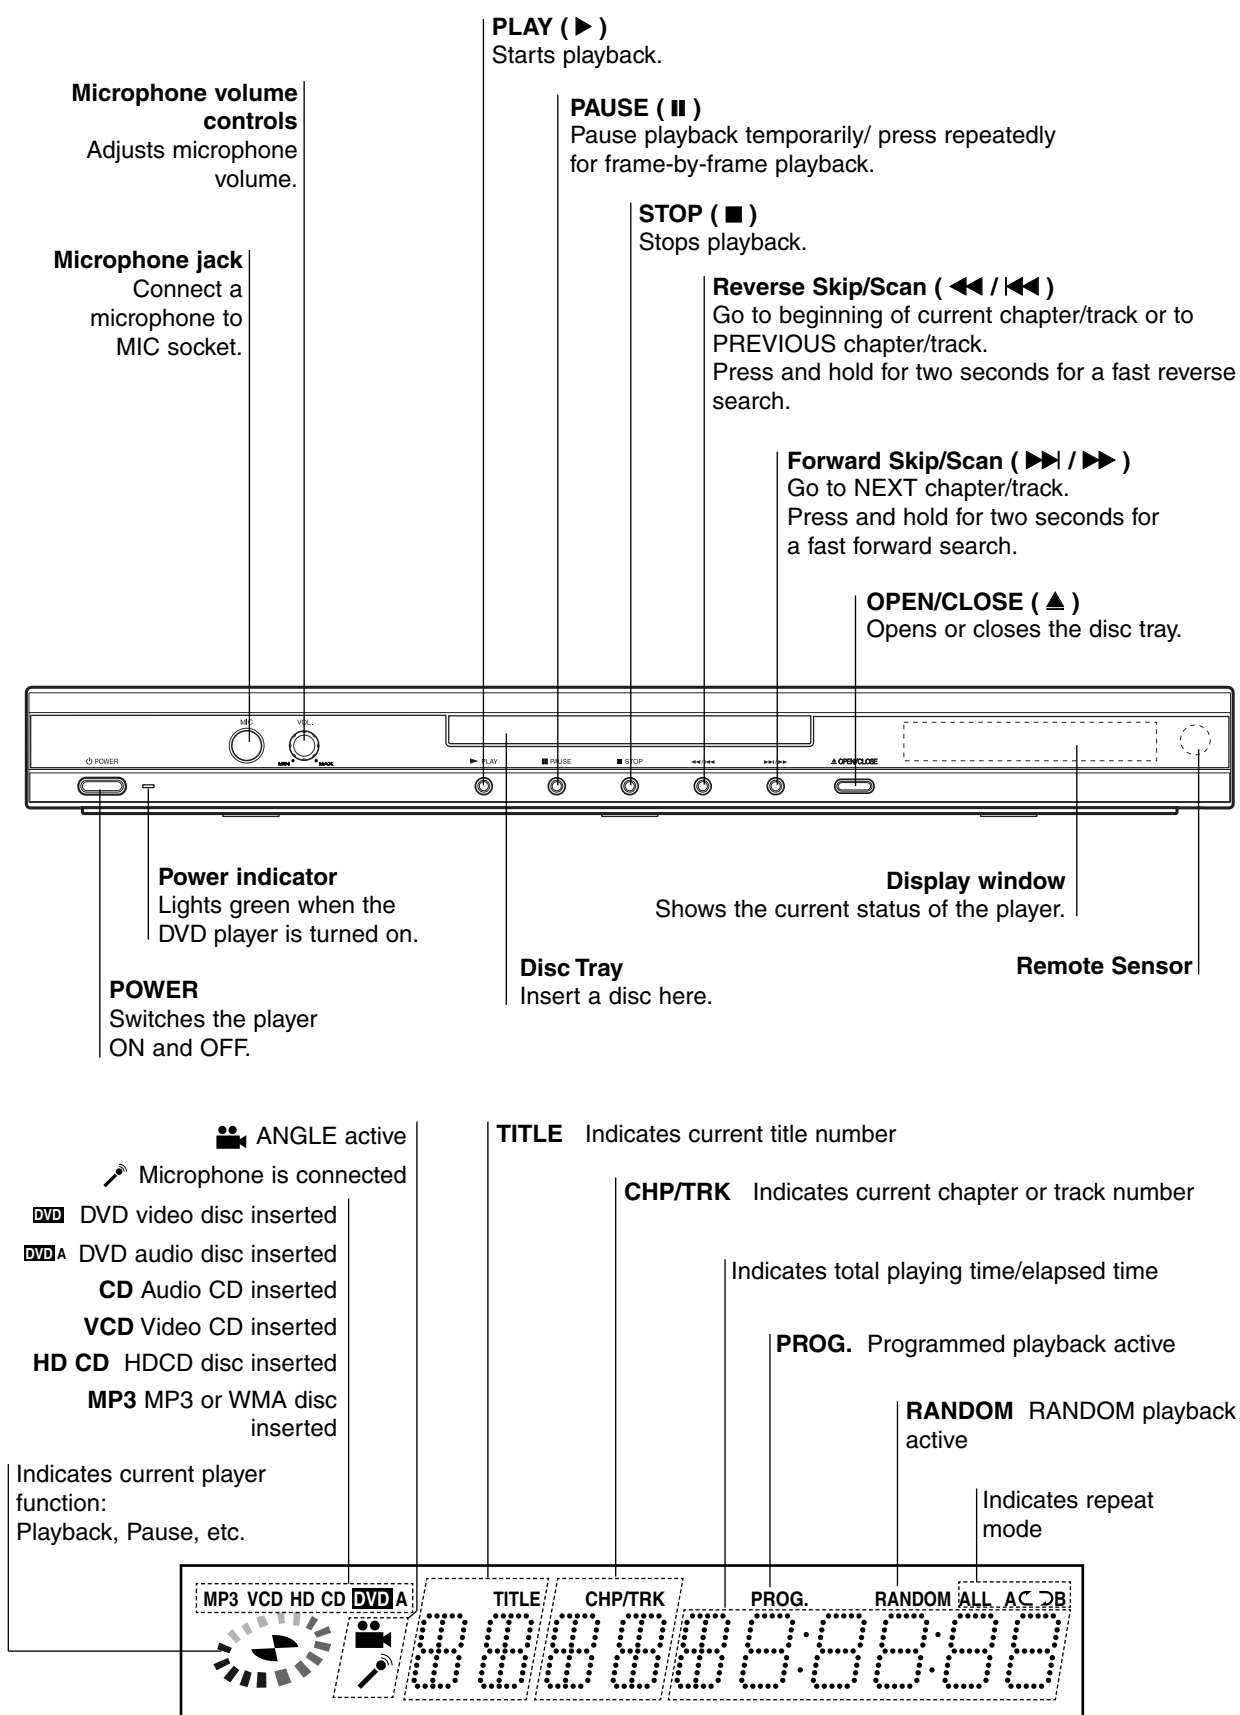 PLAY ( ▶ )
Starts playback.
Microphone volume
controls
Adjusts microphone
volume.
PAUSE ( ❚❚ )
Pause playback temporarily/ press repeatedly
for frame-by-frame playback.
STOP ( ■ )
Stops playback.
Microphone jack
Connect a
microphone to
MIC socket.
Reverse Skip/Scan ( ◀◀ / |◀◀ )
Go to beginning of current chapter/track or to
PREVIOUS chapter/track.
Press and hold for two seconds for a fast reverse
search.
Forward Skip/Scan ( ▶▶| / ▶▶ )
Go to NEXT chapter/track.
Press and hold for two seconds for
a fast forward search.
OPEN/CLOSE ( ▲ )
Opens or closes the disc tray.
MIC
VOL.
MIN
MAX
POWER
PLAY
PAUSE
STOP
◀◀/|◀◀
▶▶|/▶▶
OPEN/CLOSE
Power indicator
Lights green when the
DVD player is turned on.
Display window
Shows the current status of the player.
Disc Tray
Insert a disc here.
Remote Sensor
POWER
Switches the player
ON and OFF.
ANGLE active
Microphone is connected
DVD DVD video disc inserted
DVD A DVD audio disc inserted
CD Audio CD inserted
VCD Video CD inserted
HD CD HDCD disc inserted
MP3 MP3 or WMA disc
inserted
TITLE Indicates current title number
CHP/TRK Indicates current chapter or track number
Indicates total playing time/elapsed time
PROG. Programmed playback active
RANDOM RANDOM playback
active
Indicates repeat
mode
Indicates current player
function:
Playback, Pause, etc.
MP3 VCD HD CD DVD A TITLE CHP/TRK PROG. RANDOM ALL A B